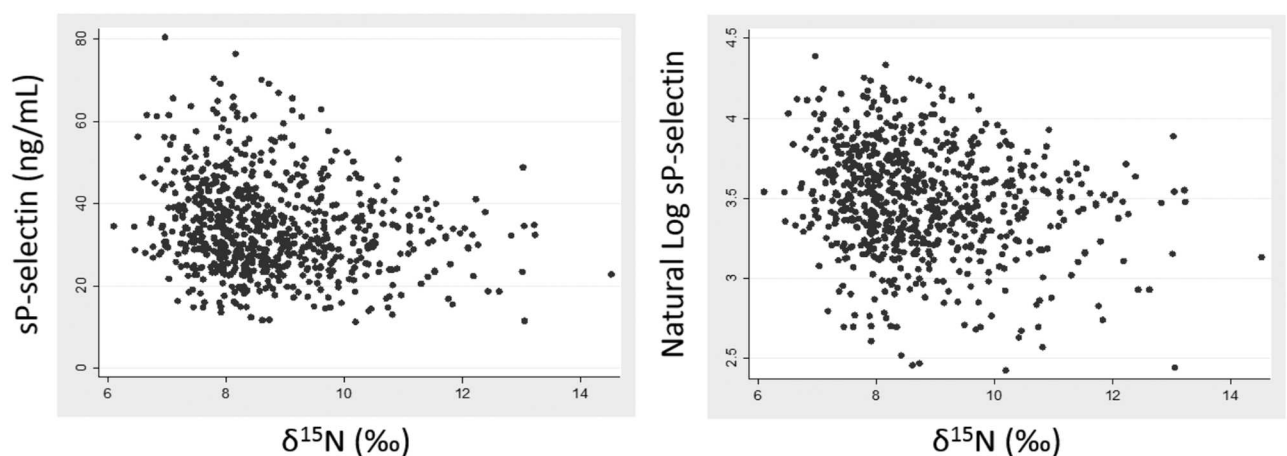 sP-selectin (ng/mL)
80
60
40
20
0
6 8 10 12 14
δ¹⁵N (‰)
Natural Log sP-selectin
4.5
4
3.5
3
2.5
6 8 10 12 14
δ¹⁵N (‰)